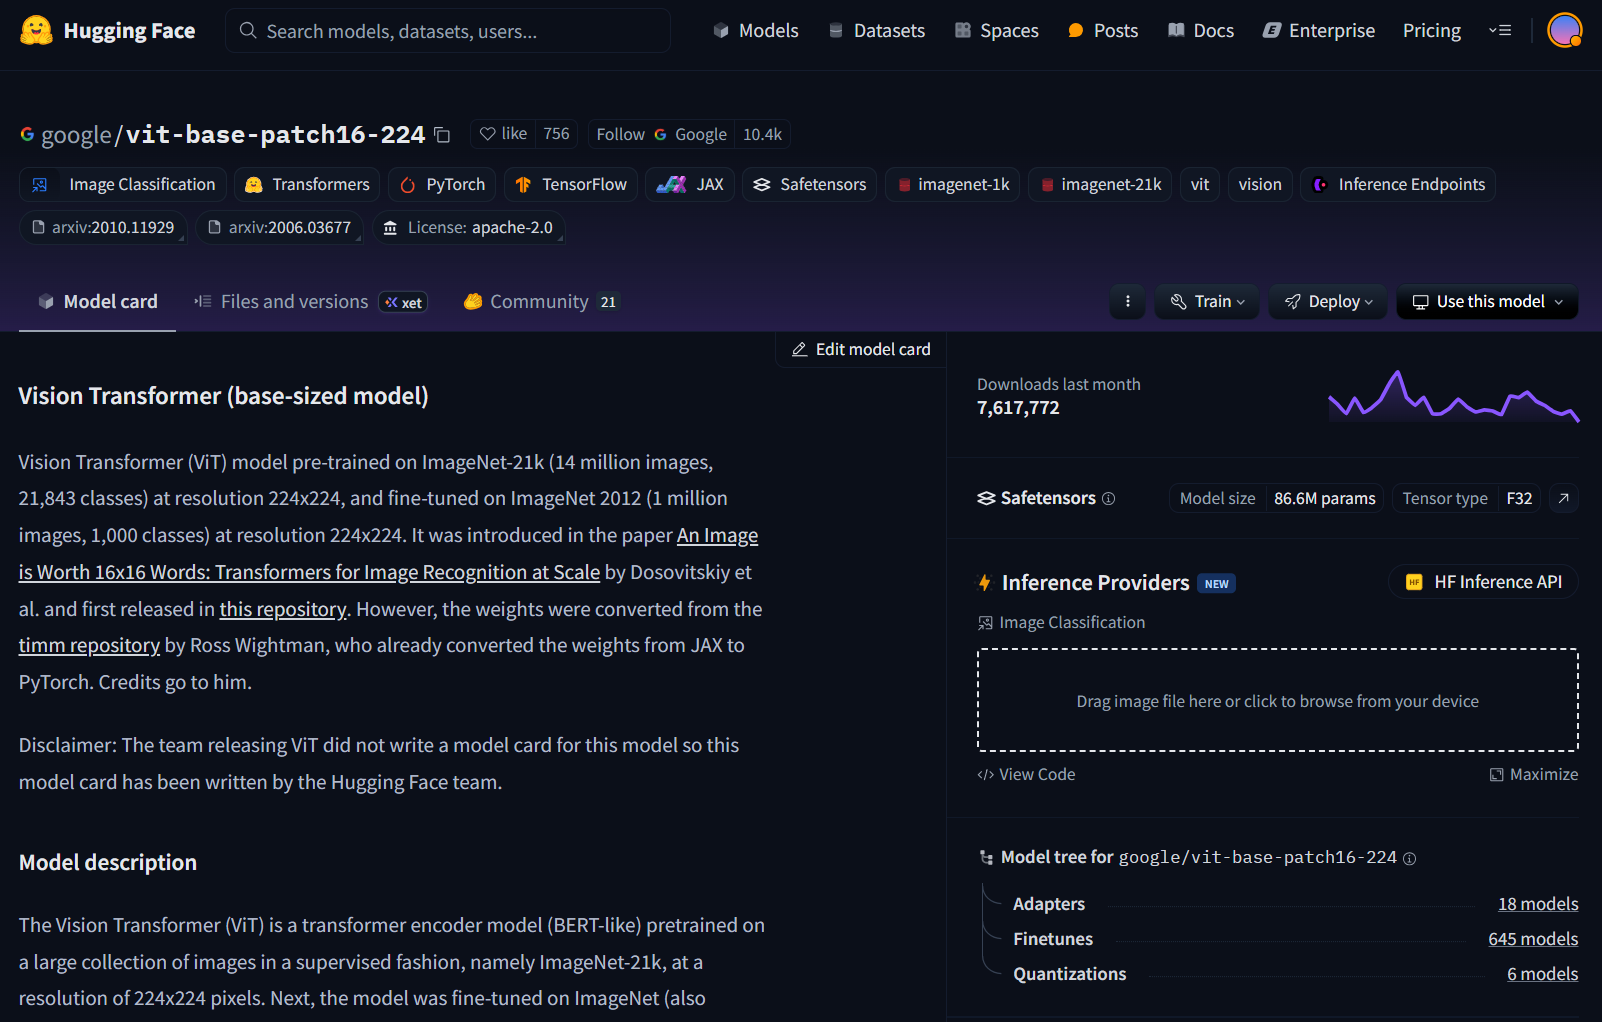 Hugging Face
Search models, datasets, users...
Models
Datasets
Spaces
Posts
Docs
Enterprise
Pricing
google/vit-base-patch16-224
like 756
Follow Google 10.4k
Image Classification
Transformers
PyTorch
TensorFlow
JAX
Safetensors
imagenet-1k
imagenet-21k
vit
vision
Inference Endpoints
arxiv:2010.11929
arxiv:2006.03677
License: apache-2.0
Model card
Files and versions
xet
Community 21
Train
Deploy
Use this model
Edit model card
Vision Transformer (base-sized model)
Vision Transformer (ViT) model pre-trained on ImageNet-21k (14 million images,
21,843 classes) at resolution 224x224, and fine-tuned on ImageNet 2012 (1 million
images, 1,000 classes) at resolution 224x224. It was introduced in the paper An Image
is Worth 16x16 Words: Transformers for Image Recognition at Scale by Dosovitskiy et
al. and first released in this repository. However, the weights were converted from the
timm repository by Ross Wightman, who already converted the weights from JAX to
PyTorch. Credits go to him.
Disclaimer: The team releasing ViT did not write a model card for this model so this
model card has been written by the Hugging Face team.
Model description
The Vision Transformer (ViT) is a transformer encoder model (BERT-like) pretrained on
a large collection of images in a supervised fashion, namely ImageNet-21k, at a
resolution of 224x224 pixels. Next, the model was fine-tuned on ImageNet (also
Downloads last month
7,617,772
Safetensors
Model size 86.6M params
Tensor type F32
Inference Providers NEW
HF HF Inference API
Image Classification
Drag image file here or click to browse from your device
View Code
Maximize
Model tree for google/vit-base-patch16-224
Adapters 18 models
Finetunes 645 models
Quantizations 6 models